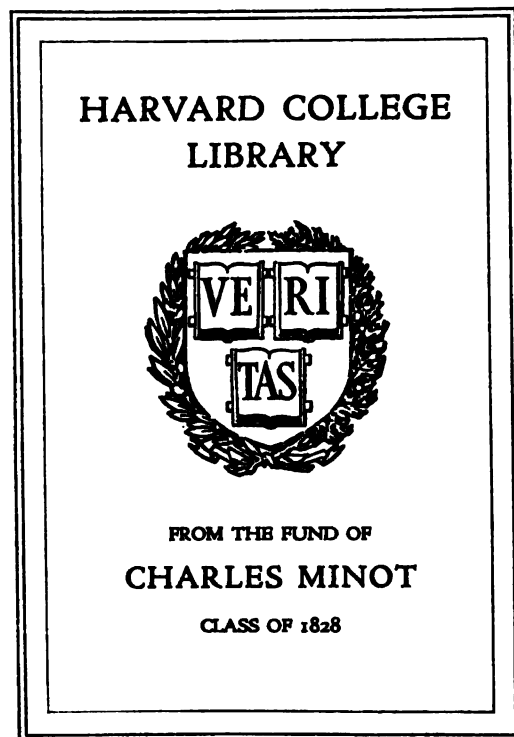 HARVARD COLLEGE
LIBRARY
VE RI
TAS
FROM THE FUND OF
CHARLES MINOT
CLASS OF 1828